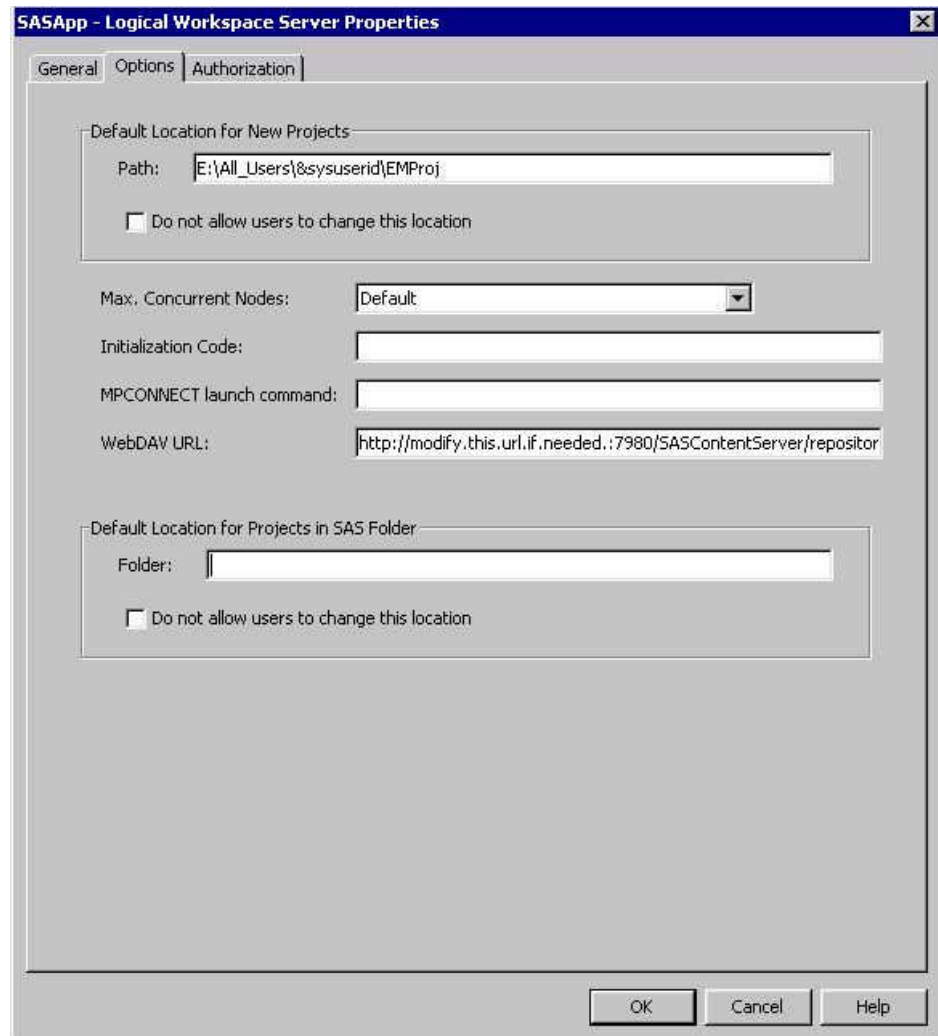 SASApp - Logical Workspace Server Properties
General Options Authorization
Default Location for New Projects
Path: E:\All_Users\&sysuserid\EMProj
Do not allow users to change this location
Max. Concurrent Nodes: Default
Initialization Code:
MPCONNECT launch command:
WebDAV URL: http://modify.this.url.if.needed.:7980/SASContentServer/repositor
Default Location for Projects in SAS Folder
Folder:
Do not allow users to change this location
OK Cancel Help